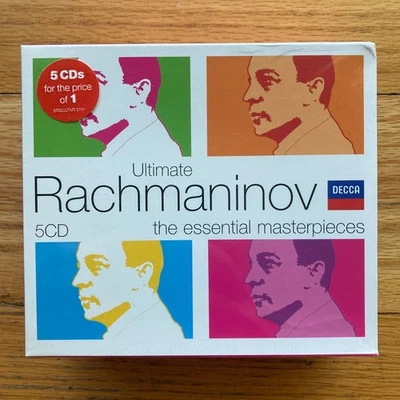 5 CDs
for the price
of 1
Ultimate
Rachmaninov
DECCA
5CD
the essential masterpieces